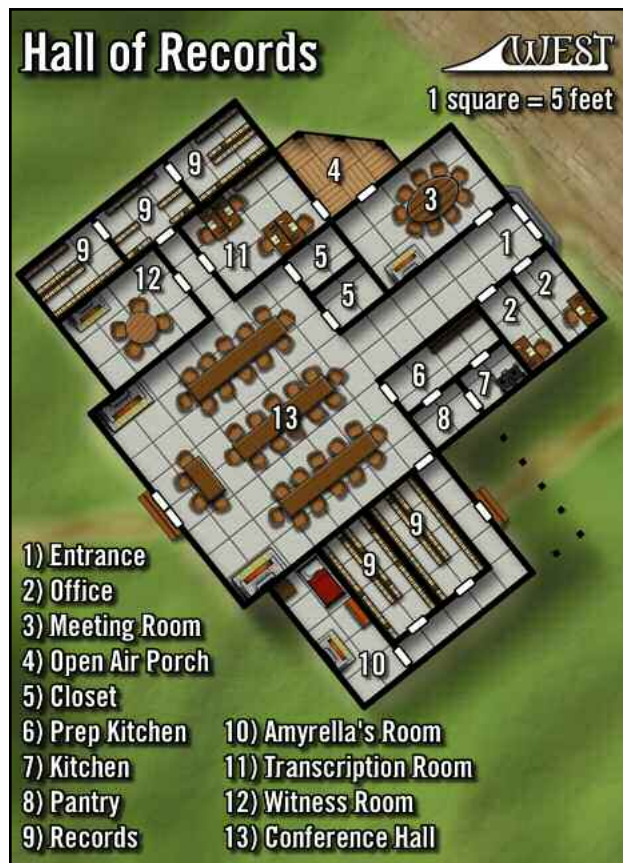 Hall of Records
WEST
1 square = 5 feet
9
4
9
3
9
11
5
1
12
5
2
2
6
7
13
8
9
9
10
1) Entrance
2) Office
3) Meeting Room
4) Open Air Porch
5) Closet
6) Prep Kitchen
7) Kitchen
8) Pantry
9) Records
10) Amyrella's Room
11) Transcription Room
12) Witness Room
13) Conference Hall